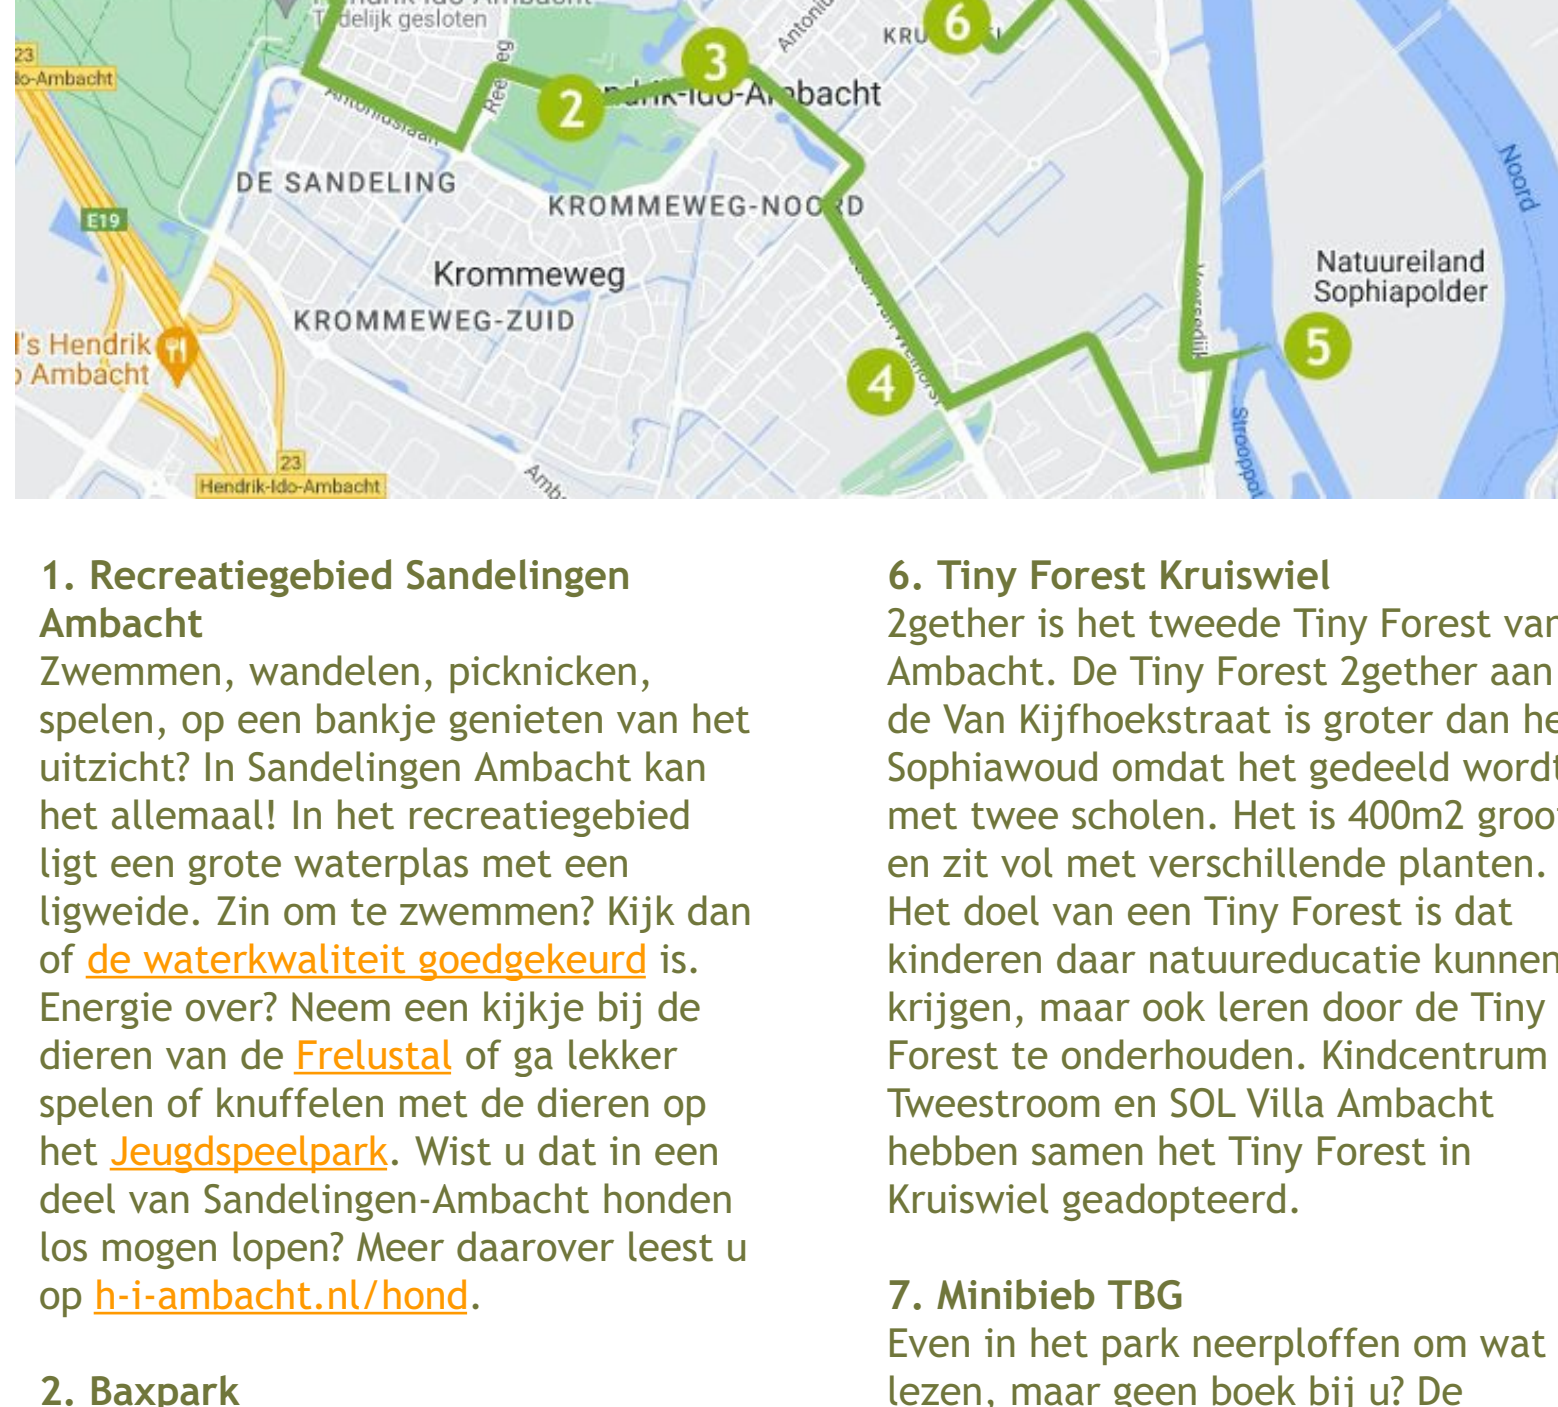 Tijdelijk gesloten
23
KRU
6
3
2
Hendrik-Ido-Ambacht
Antoniuslaan
DE SANDELING
KROMMEWEG-NOORD
Noord
E19
Krommeweg
KROMMEWEG-ZUID
Natuureiland
Sophiapolder
's Hendrik
Ambacht
4
5
Veersedijk
23
Hendrik-Ido-Ambacht
1. Recreatiegebied Sandelingen
Ambacht
Zwemmen, wandelen, picknicken,
spelen, op een bankje genieten van het
uitzicht? In Sandelingen Ambacht kan
het allemaal! In het recreatiegebied
ligt een grote waterplas met een
ligweide. Zin om te zwemmen? Kijk dan
of de waterkwaliteit goedgekeurd is.
Energie over? Neem een kijkje bij de
dieren van de Frelustal of ga lekker
spelen of knuffelen met de dieren op
het Jeugdspeelpark. Wist u dat in een
deel van Sandelingen-Ambacht honden
los mogen lopen? Meer daarover leest u
op h-i-ambacht.nl/hond.
2. Baxpark
6. Tiny Forest Kruiswiel
2gether is het tweede Tiny Forest van
Ambacht. De Tiny Forest 2gether aan
de Van Kijfhoekstraat is groter dan he
Sophiawoud omdat het gedeeld wordt
met twee scholen. Het is 400m2 groot
en zit vol met verschillende planten.
Het doel van een Tiny Forest is dat
kinderen daar natuureducatie kunnen
krijgen, maar ook leren door de Tiny
Forest te onderhouden. Kindcentrum
Tweestroom en SOL Villa Ambacht
hebben samen het Tiny Forest in
Kruiswiel geadopteerd.
7. Minibieb TBG
Even in het park neerploffen om wat
lezen, maar geen boek bij u? De